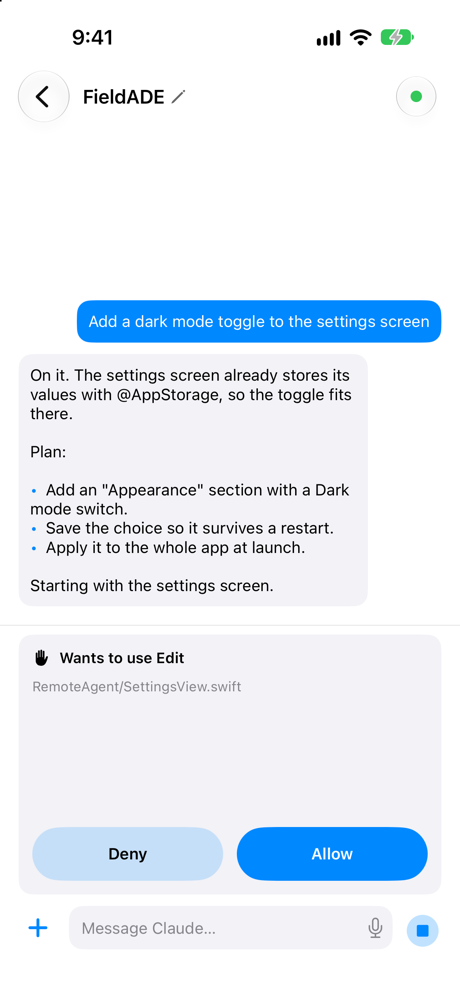 9:41
FieldADE
Add a dark mode toggle to the settings screen
On it. The settings screen already stores its
values with @AppStorage, so the toggle fits
there.
Plan:
• Add an "Appearance" section with a Dark
mode switch.
• Save the choice so it survives a restart.
• Apply it to the whole app at launch.
Starting with the settings screen.
Wants to use Edit
RemoteAgent/SettingsView.swift
Deny
Allow
Message Claude...